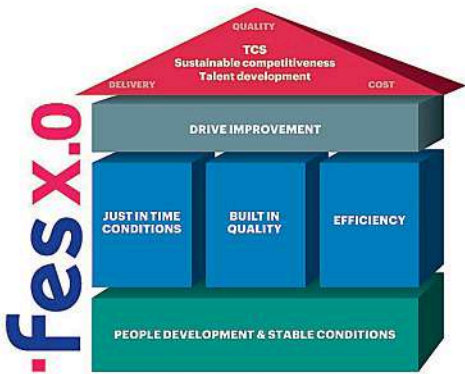 QUALITY
TCS
Sustainable competitiveness
Talent development
DELIVERY
COST
DRIVE IMPROVEMENT
JUST IN TIME
CONDITIONS
BUILT IN
QUALITY
EFFICIENCY
PEOPLE DEVELOPMENT & STABLE CONDITIONS
fes x.0